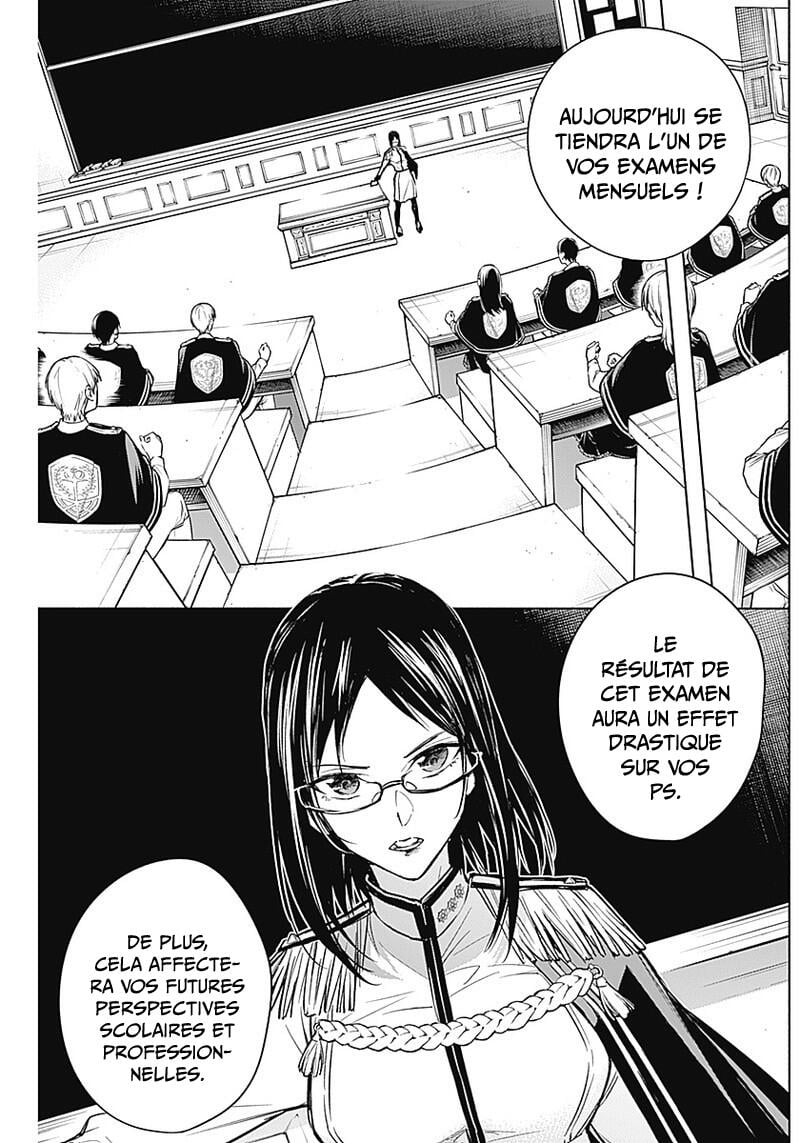 AUJOURD'HUI SE
TIENDRA L'UN DE
VOS EXAMENS
MENSUELS !
LE
RÉSULTAT DE
CET EXAMEN
AURA UN EFFET
DRASTIQUE
SUR VOS
PS.
DE PLUS,
CELA AFFECTE-
RA VOS FUTURES
PERSPECTIVES
SCOLAIRES ET
PROFESSION-
NELLES.